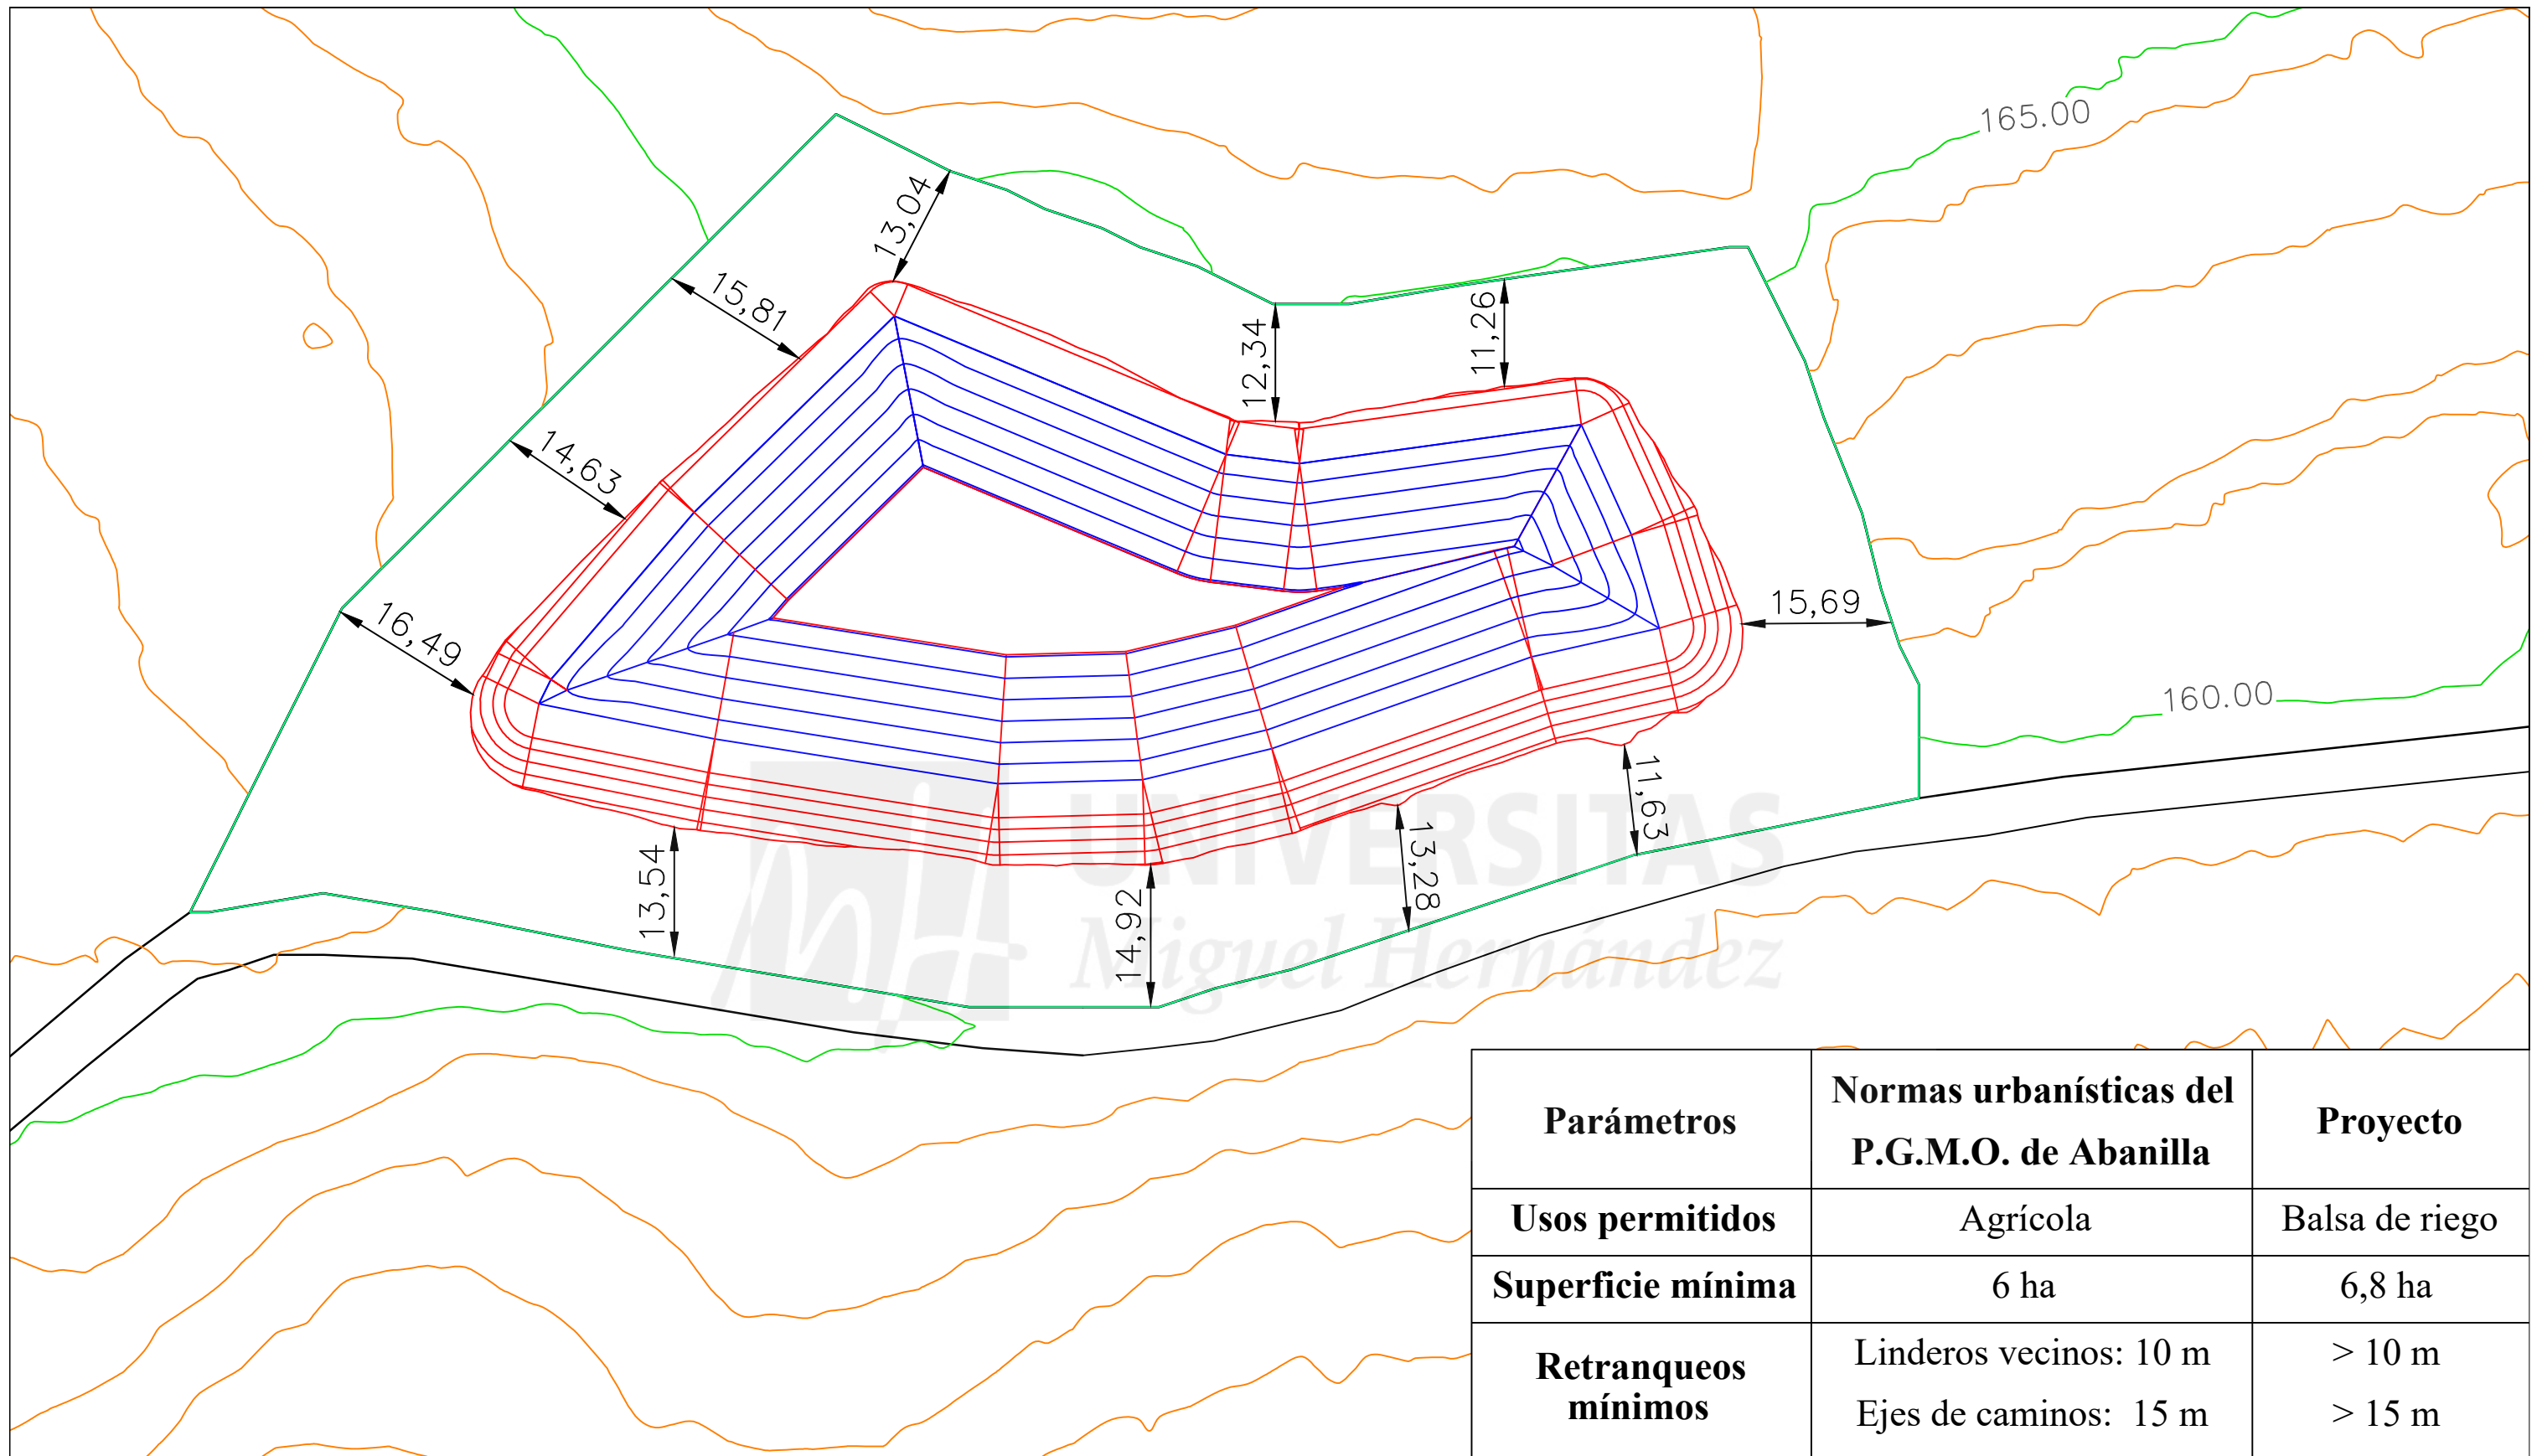 165.00
13,04
15,81
11,26
12,34
14,63
15,69
16,49
160.00
11,63
13,28
13,54
14,92
UNIVERSITAS
Miguel Hernández
Parámetros
Normas urbanísticas del
P.G.M.O. de Abanilla
Proyecto
Usos permitidos
Agrícola
Balsa de riego
Superficie mínima
6 ha
6,8 ha
Retranqueos
mínimos
Linderos vecinos: 10 m
> 10 m
Ejes de caminos: 15 m
> 15 m